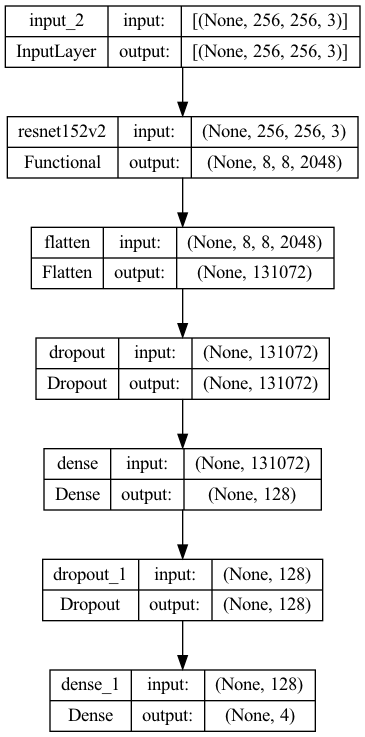 input_2 input: [(None, 256, 256, 3)]
InputLayer output: [(None, 256, 256, 3)]
resnet152v2 input: (None, 256, 256, 3)
Functional output: (None, 8, 8, 2048)
flatten input: (None, 8, 8, 2048)
Flatten output: (None, 131072)
dropout input: (None, 131072)
Dropout output: (None, 131072)
dense input: (None, 131072)
Dense output: (None, 128)
dropout_1 input: (None, 128)
Dropout output: (None, 128)
dense_1 input: (None, 128)
Dense output: (None, 4)